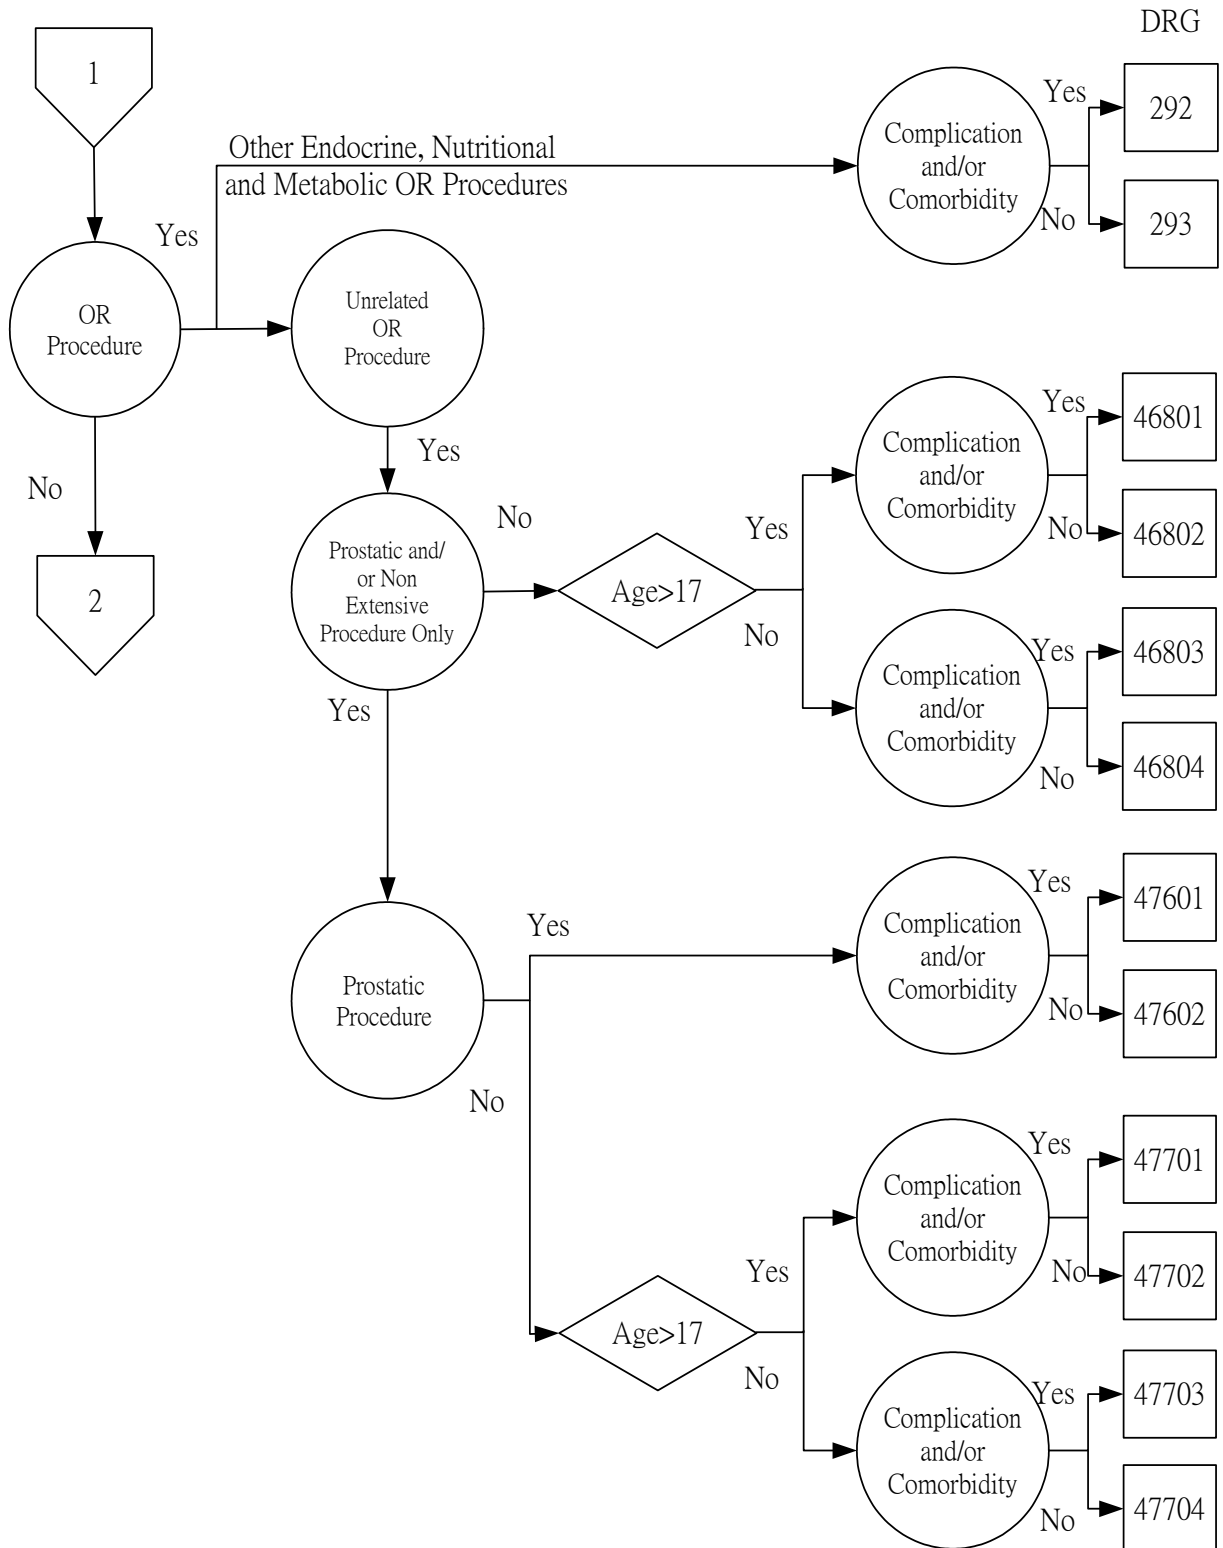 DRG
1
Other Endocrine, Nutritional
and Metabolic OR Procedures
Yes
Complication
and/or
Comorbidity
Yes
292
No
293
OR
Procedure
Unrelated
OR
Procedure
No
2
Yes
Prostatic and/
or Non
Extensive
Procedure Only
No
Age>17
Yes
Complication
and/or
Comorbidity
Yes
46801
No
46802
No
Complication
and/or
Comorbidity
Yes
46803
No
46804
Yes
Prostatic
Procedure
Yes
Complication
and/or
Comorbidity
Yes
47601
No
47602
No
Age>17
Yes
Complication
and/or
Comorbidity
Yes
47701
No
47702
No
Complication
and/or
Comorbidity
Yes
47703
No
47704